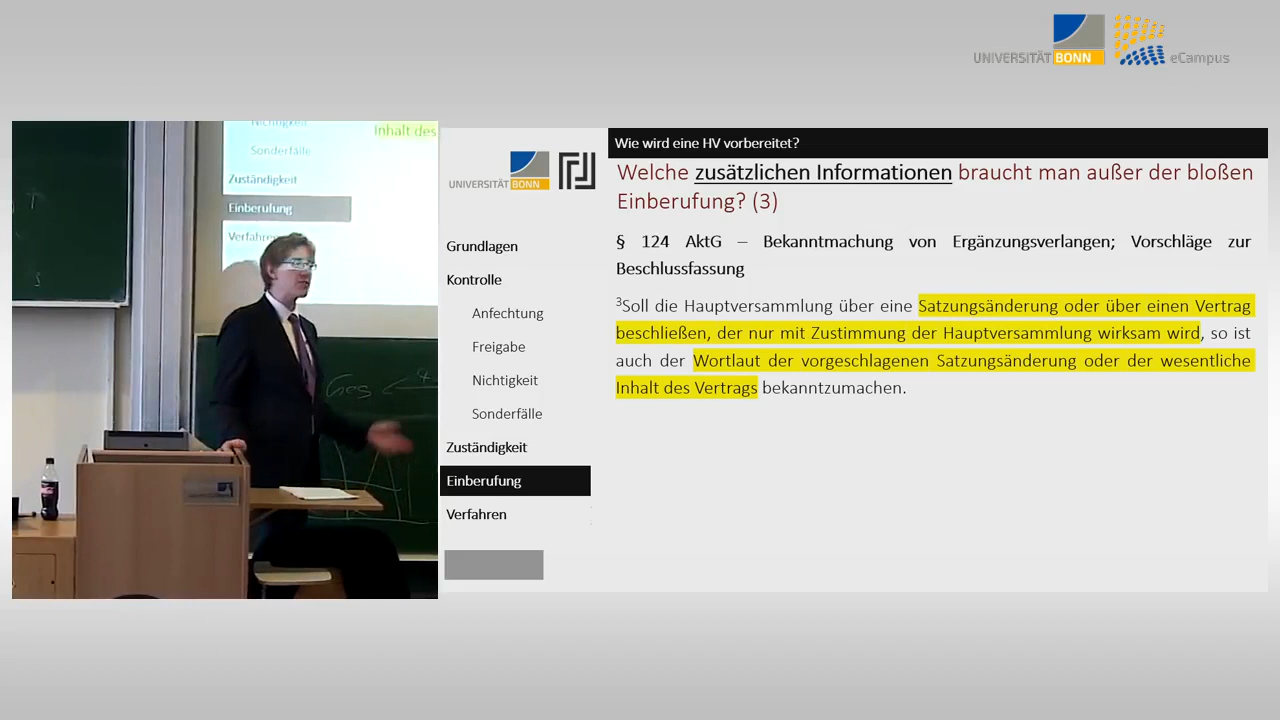 UNIVERSITÄT BONN
eCampus
Nichtigkeit
Inhalt des
Sonderfälle
Zuständigkeit
Einberufung
Verfahren
UNIVERSITÄT BONN
Grundlagen
Kontrolle
Anfechtung
Freigabe
Nichtigkeit
Sonderfälle
Zuständigkeit
Einberufung
Verfahren
Wie wird eine HV vorbereitet?
Welche zusätzlichen Informationen braucht man außer der bloßen
Einberufung? (3)
§ 124 AktG – Bekanntmachung von Ergänzungsverlangen; Vorschläge zur
Beschlussfassung
³Soll die Hauptversammlung über eine Satzungsänderung oder über einen Vertrag
beschließen, der nur mit Zustimmung der Hauptversammlung wirksam wird, so ist
auch der Wortlaut der vorgeschlagenen Satzungsänderung oder der wesentliche
Inhalt des Vertrags bekanntzumachen.